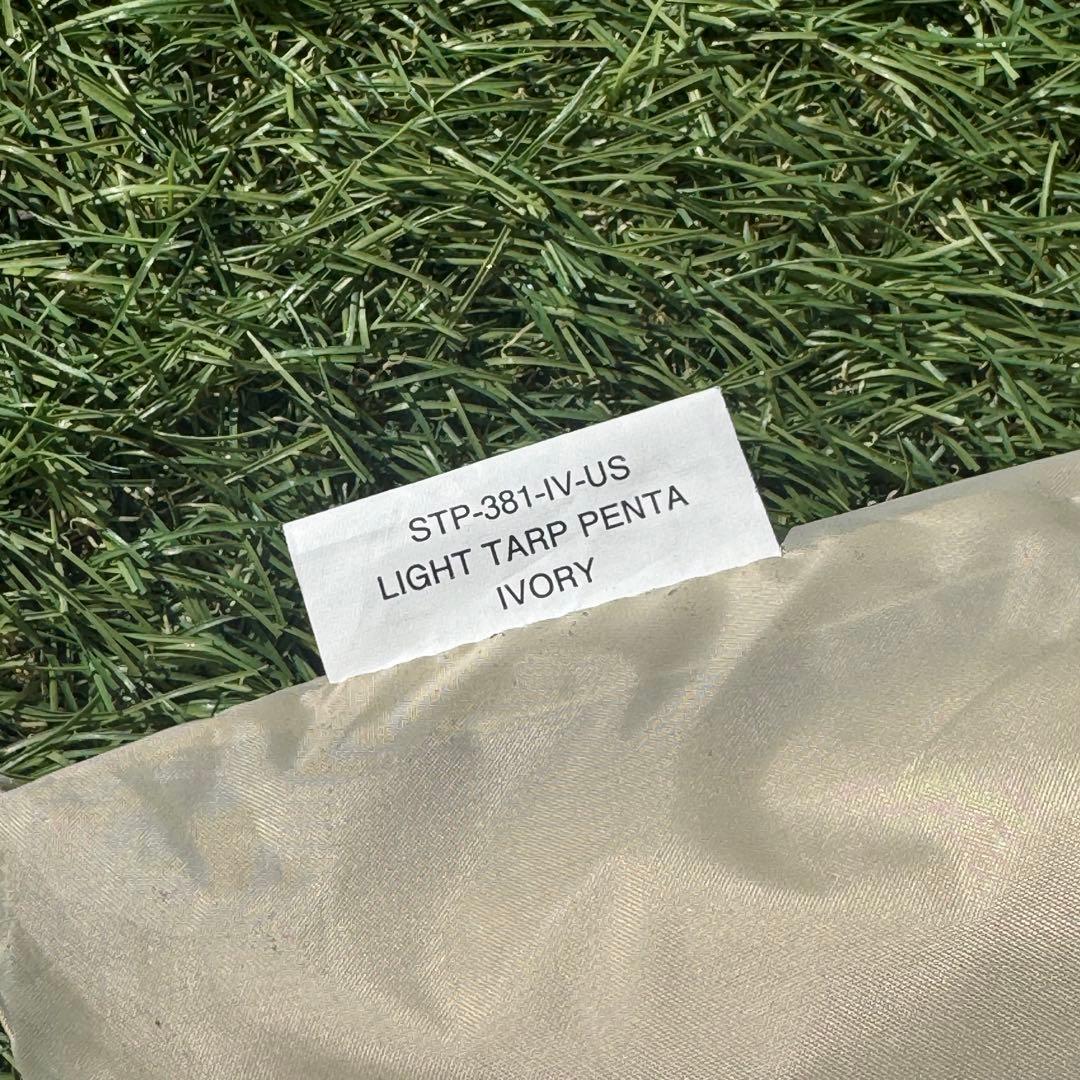 STP-381-IV-US
LIGHT TARP PENTA
IVORY